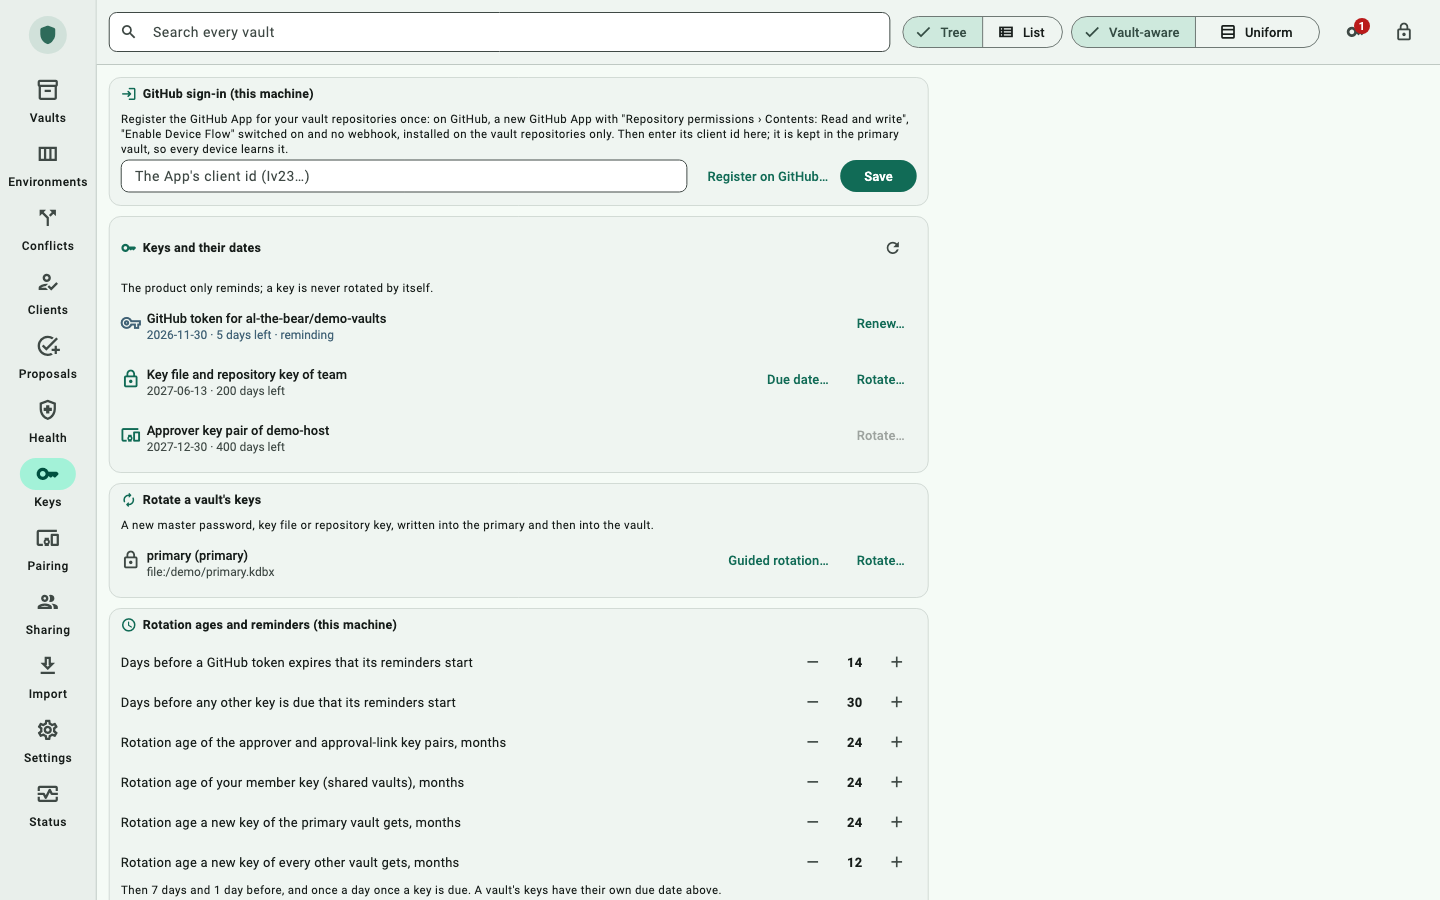 Search every vault
Tree
List
Vault-aware
Uniform
1
Vaults
Environments
Conflicts
Clients
Proposals
Health
Keys
Pairing
Sharing
Import
Settings
Status
GitHub sign-in (this machine)
Register the GitHub App for your vault repositories once: on GitHub, a new GitHub App with "Repository permissions › Contents: Read and write",
"Enable Device Flow" switched on and no webhook, installed on the vault repositories only. Then enter its client id here; it is kept in the primary
vault, so every device learns it.
The App's client id (Iv23…)
Register on GitHub…
Save
Keys and their dates
The product only reminds; a key is never rotated by itself.
GitHub token for al-the-bear/demo-vaults
2026-11-30 · 5 days left · reminding
Renew…
Key file and repository key of team
2027-06-13 · 200 days left
Due date…
Rotate…
Approver key pair of demo-host
2027-12-30 · 400 days left
Rotate…
Rotate a vault's keys
A new master password, key file or repository key, written into the primary and then into the vault.
primary (primary)
file:/demo/primary.kdbx
Guided rotation…
Rotate…
Rotation ages and reminders (this machine)
Days before a GitHub token expires that its reminders start
14
Days before any other key is due that its reminders start
30
Rotation age of the approver and approval-link key pairs, months
24
Rotation age of your member key (shared vaults), months
24
Rotation age a new key of the primary vault gets, months
24
Rotation age a new key of every other vault gets, months
12
Then 7 days and 1 day before, and once a day once a key is due. A vault's keys have their own due date above.